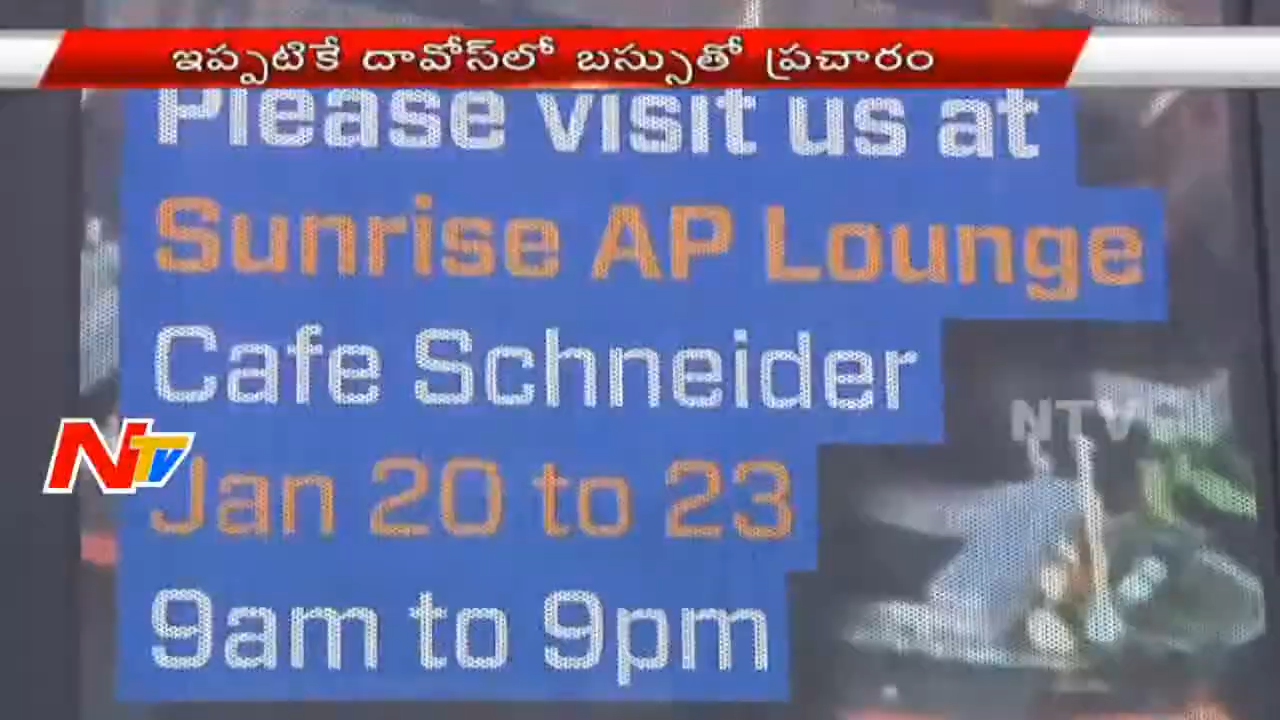 ఇప్పటికే దావోస్‌లో బస్సుతో ప్రచారం
Please visit us at
Sunrise AP Lounge
Cafe Schneider
NTV
NTV
Jan 20 to 23
9am to 9pm